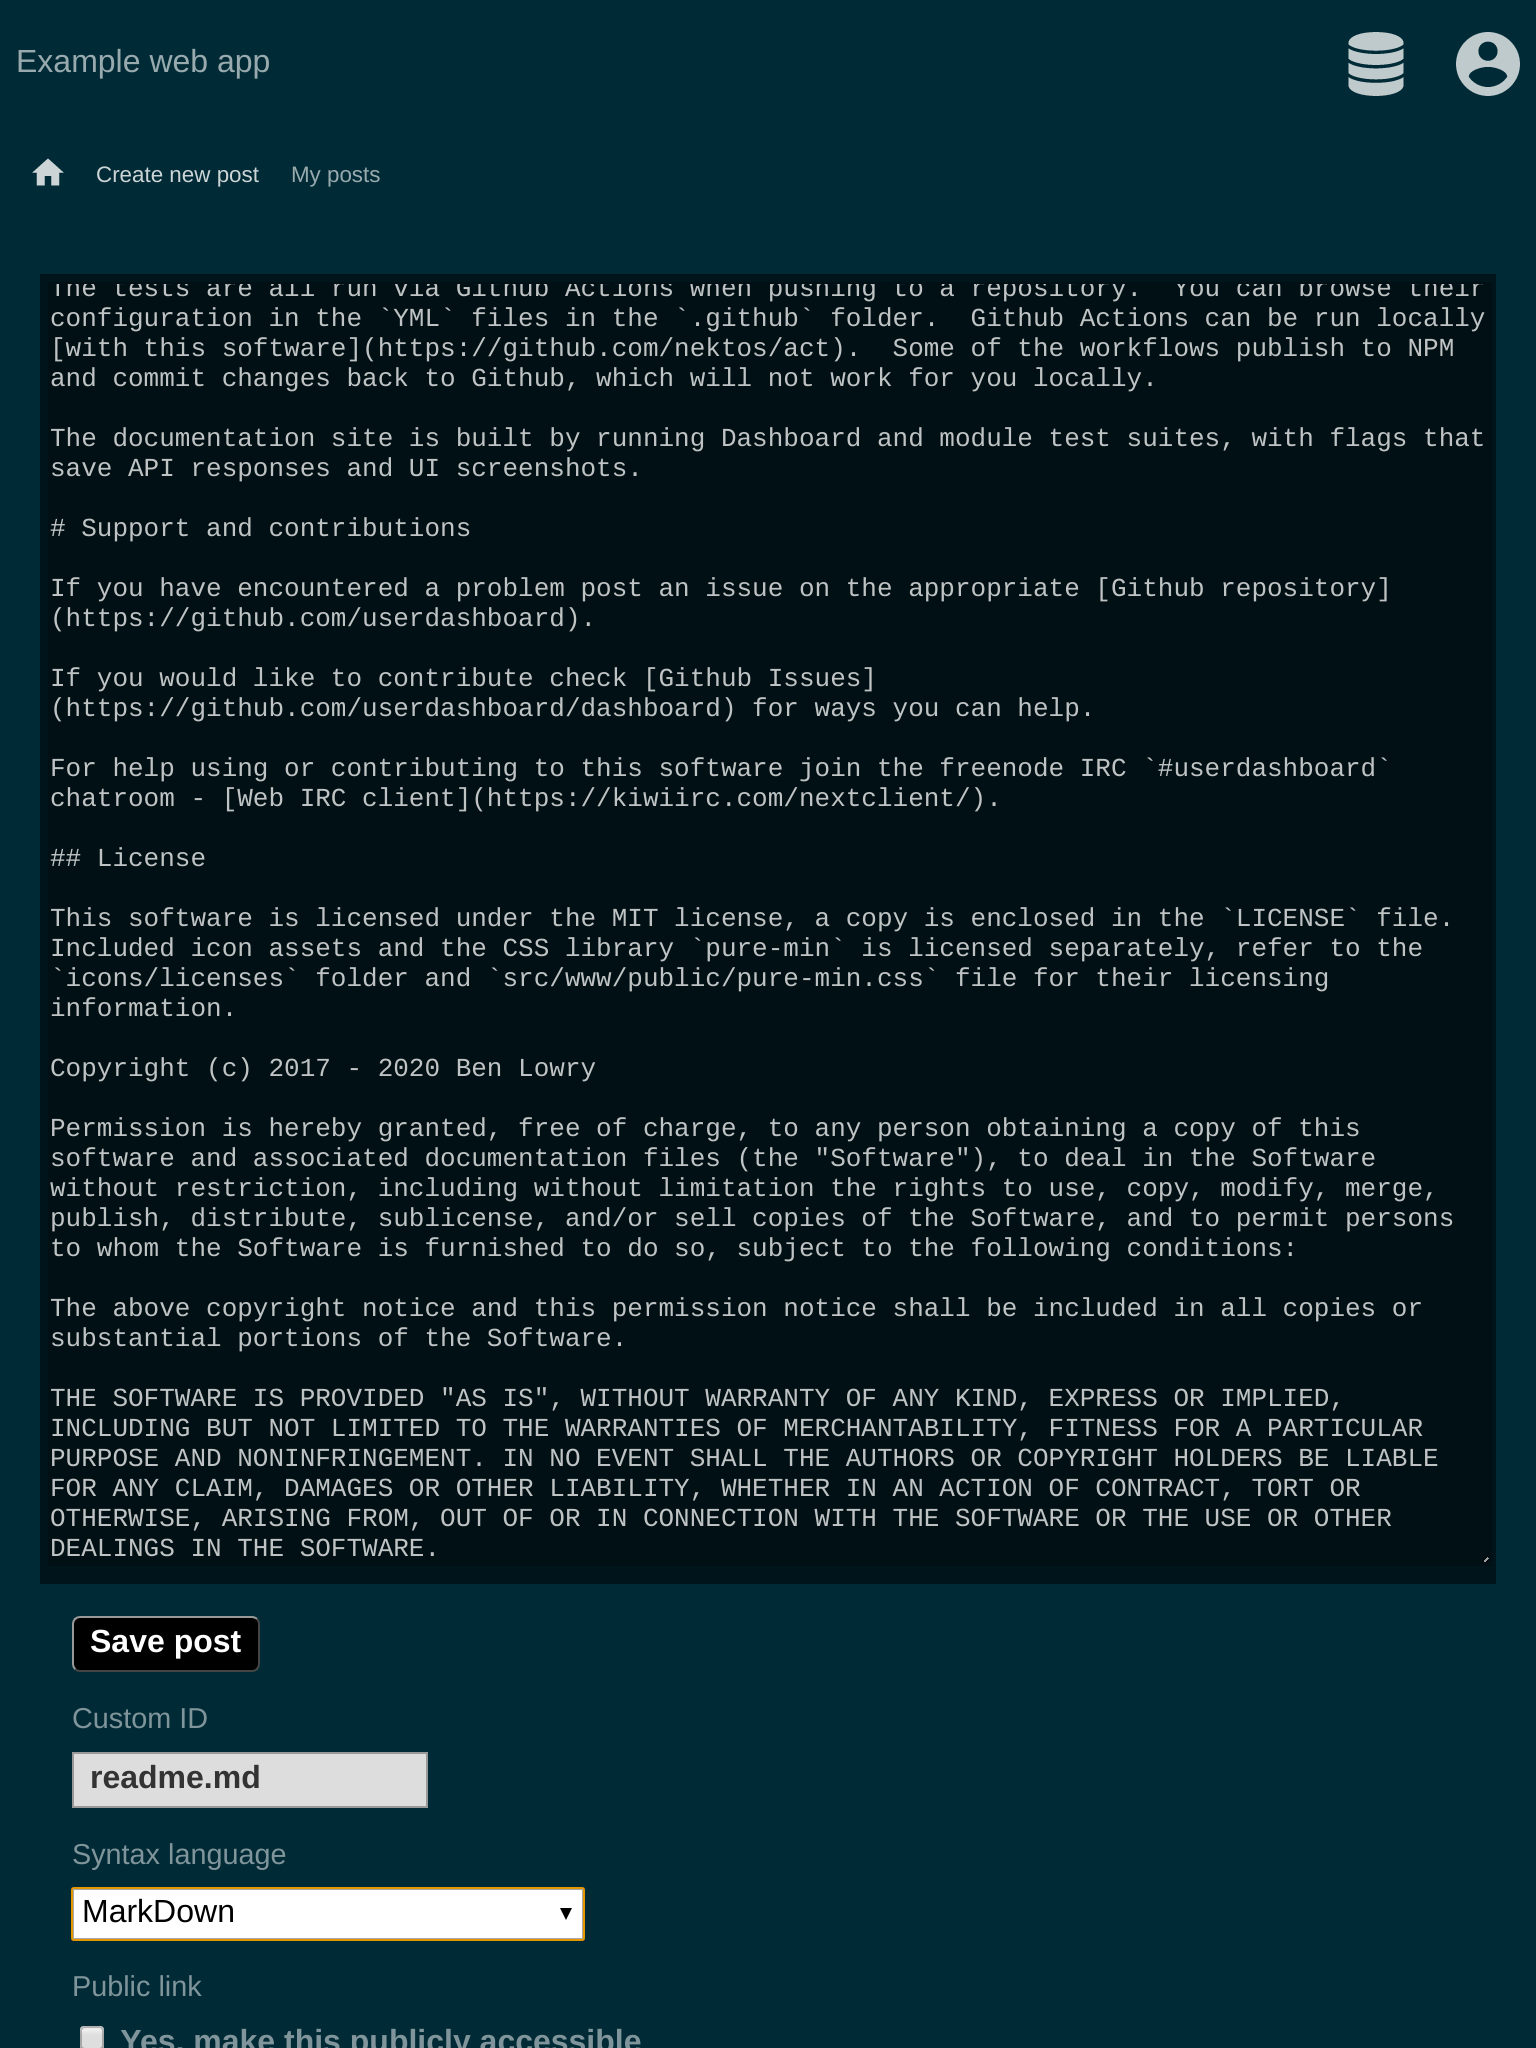 Example web app
Create new post My posts
The tests are all run via Github Actions when pushing to a repository.  You can browse their
configuration in the `YML` files in the `.github` folder.  Github Actions can be run locally
[with this software](https://github.com/nektos/act).  Some of the workflows publish to NPM
and commit changes back to Github, which will not work for you locally.
The documentation site is built by running Dashboard and module test suites, with flags that
save API responses and UI screenshots.
# Support and contributions
If you have encountered a problem post an issue on the appropriate [Github repository]
(https://github.com/userdashboard).
If you would like to contribute check [Github Issues]
(https://github.com/userdashboard/dashboard) for ways you can help.
For help using or contributing to this software join the freenode IRC `#userdashboard`
chatroom - [Web IRC client](https://kiwiirc.com/nextclient/).
## License
This software is licensed under the MIT license, a copy is enclosed in the `LICENSE` file.
Included icon assets and the CSS library `pure-min` is licensed separately, refer to the
`icons/licenses` folder and `src/www/public/pure-min.css` file for their licensing
information.
Copyright (c) 2017 - 2020 Ben Lowry
Permission is hereby granted, free of charge, to any person obtaining a copy of this
software and associated documentation files (the "Software"), to deal in the Software
without restriction, including without limitation the rights to use, copy, modify, merge,
publish, distribute, sublicense, and/or sell copies of the Software, and to permit persons
to whom the Software is furnished to do so, subject to the following conditions:
The above copyright notice and this permission notice shall be included in all copies or
substantial portions of the Software.
THE SOFTWARE IS PROVIDED "AS IS", WITHOUT WARRANTY OF ANY KIND, EXPRESS OR IMPLIED,
INCLUDING BUT NOT LIMITED TO THE WARRANTIES OF MERCHANTABILITY, FITNESS FOR A PARTICULAR
PURPOSE AND NONINFRINGEMENT. IN NO EVENT SHALL THE AUTHORS OR COPYRIGHT HOLDERS BE LIABLE
FOR ANY CLAIM, DAMAGES OR OTHER LIABILITY, WHETHER IN AN ACTION OF CONTRACT, TORT OR
OTHERWISE, ARISING FROM, OUT OF OR IN CONNECTION WITH THE SOFTWARE OR THE USE OR OTHER
DEALINGS IN THE SOFTWARE.
Save post
Custom ID
readme.md
Syntax language
MarkDown
Public link
Yes, make this publicly accessible